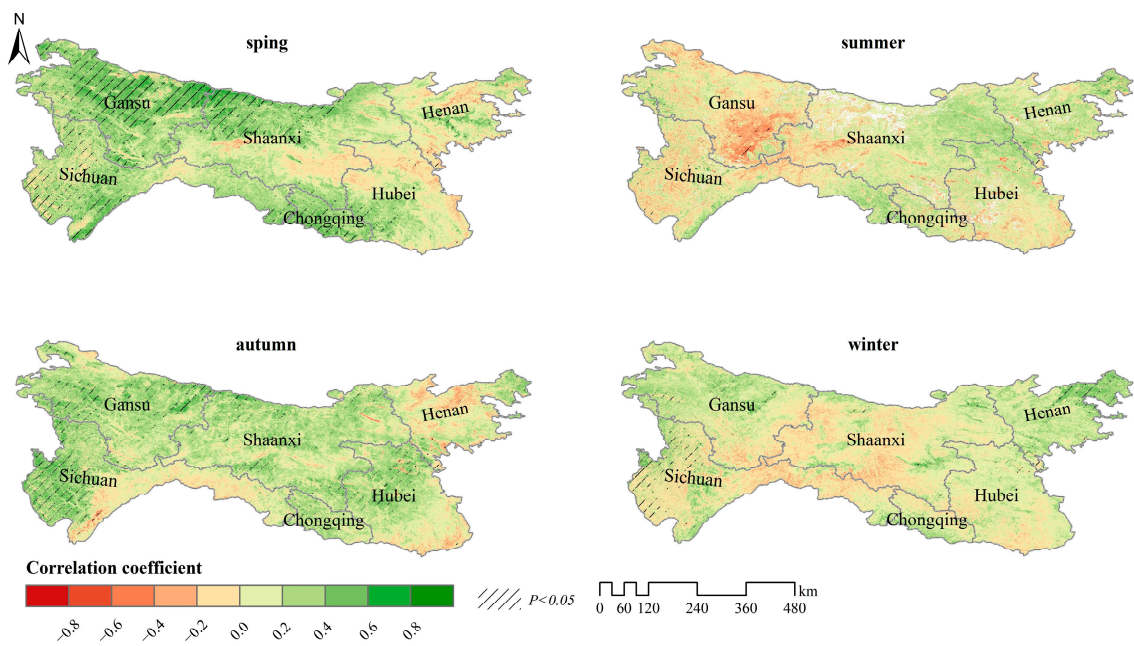 N
sping
summer
Gansu
Shaanxi
Henan
Sichuan
Hubei
Chongqing
Gansu
Shaanxi
Henan
Sichuan
Hubei
Chongqing
autumn
winter
Gansu
Shaanxi
Henan
Sichuan
Hubei
Chongqing
Gansu
Shaanxi
Henan
Sichuan
Hubei
Chongqing
Correlation coefficient
P<0.05
km
0 60 120 240 360 480
−0.8 −0.6 −0.4 −0.2 0.0 0.2 0.4 0.6 0.8